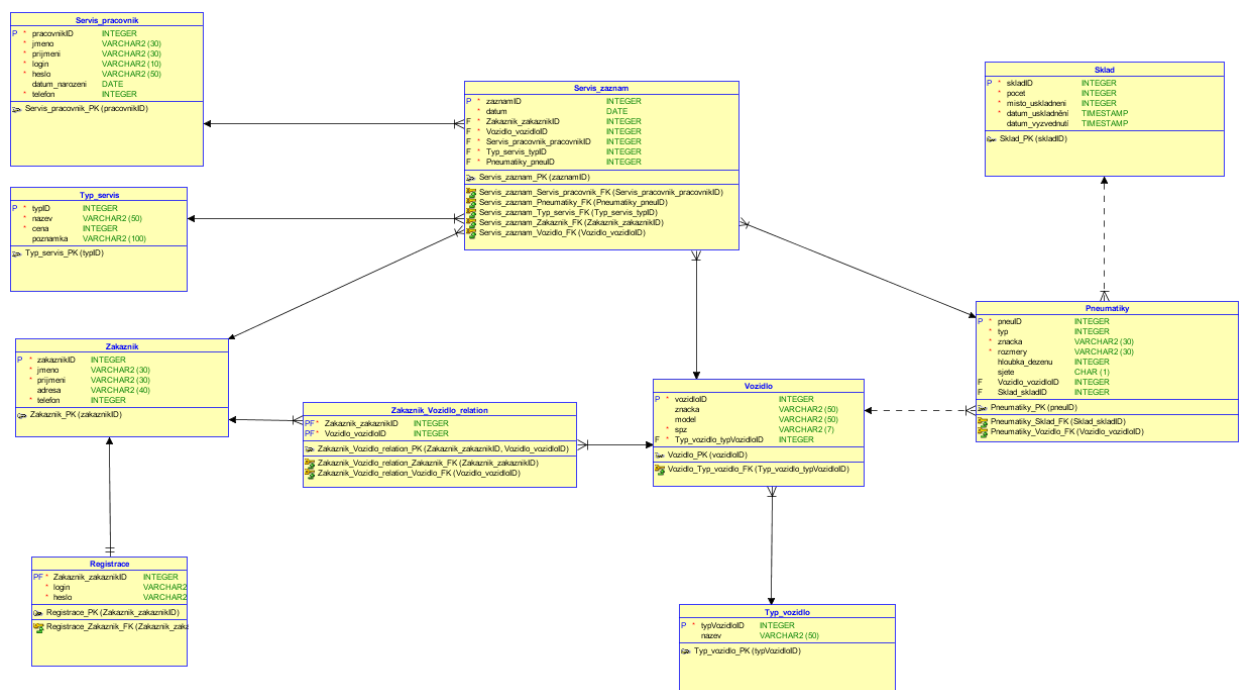 Servis_pracovnik
P * pracovnikID INTEGER
* jmeno VARCHAR2 (30)
* prijmeni VARCHAR2 (30)
* login VARCHAR2 (10)
* heslo VARCHAR2 (50)
datum_narozeni DATE
* telefon INTEGER
Servis_pracovnik_PK (pracovnikID)
Typ_servis
P * typID INTEGER
* nazev VARCHAR2 (50)
* cena INTEGER
poznamka VARCHAR2 (100)
Typ_servis_PK (typID)
Servis_zaznam
P * zaznamID INTEGER
* datum DATE
F * Zakaznik_zakaznikID INTEGER
F * Vozidlo_vozidloID INTEGER
F * Servis_pracovnik_pracovnikID INTEGER
F * Typ_servis_typID INTEGER
F * Pneumatiky_pneuID INTEGER
Servis_zaznam_PK (zaznamID)
Servis_zaznam_Servis_pracovnik_FK (Servis_pracovnik_pracovnikID)
Servis_zaznam_Pneumatiky_FK (Pneumatiky_pneuID)
Servis_zaznam_Typ_servis_FK (Typ_servis_typID)
Servis_zaznam_Zakaznik_FK (Zakaznik_zakaznikID)
Servis_zaznam_Vozidlo_FK (Vozidlo_vozidloID)
Sklad
P * skladID INTEGER
* pocet INTEGER
* misto_uskladneni INTEGER
* datum_uskladnění TIMESTAMP
datum_vyzvednutí TIMESTAMP
Sklad_PK (skladID)
Pneumatiky
P * pneuID INTEGER
* typ INTEGER
* znacka VARCHAR2 (30)
* rozmery VARCHAR2 (30)
hloubka_dezenu INTEGER
sjete CHAR (1)
F Vozidlo_vozidloID INTEGER
F Sklad_skladID INTEGER
Pneumatiky_PK (pneuID)
Pneumatiky_Sklad_FK (Sklad_skladID)
Pneumatiky_Vozidlo_FK (Vozidlo_vozidloID)
Zakaznik
P * zakaznikID INTEGER
* jmeno VARCHAR2 (30)
* prijmeni VARCHAR2 (30)
adresa VARCHAR2 (40)
* telefon INTEGER
Zakaznik_PK (zakaznikID)
Zakaznik_Vozidlo_relation
PF * Zakaznik_zakaznikID INTEGER
PF * Vozidlo_vozidloID INTEGER
Zakaznik_Vozidlo_relation_PK (Zakaznik_zakaznikID, Vozidlo_vozidloID)
Zakaznik_Vozidlo_relation_Zakaznik_FK (Zakaznik_zakaznikID)
Zakaznik_Vozidlo_relation_Vozidlo_FK (Vozidlo_vozidloID)
Vozidlo
P * vozidloID INTEGER
znacka VARCHAR2 (50)
model VARCHAR2 (50)
* spz VARCHAR2 (7)
F * Typ_vozidlo_typVozidloID INTEGER
Vozidlo_PK (vozidloID)
Vozidlo_Typ_vozidlo_FK (Typ_vozidlo_typVozidloID)
Registrace
PF * Zakaznik_zakaznikID INTEGER
* login VARCHAR2
* heslo VARCHAR2
Registrace_PK (Zakaznik_zakaznikID)
Registrace_Zakaznik_FK (Zakaznik_zaka
Typ_vozidlo
P * typVozidloID INTEGER
nazev VARCHAR2 (50)
Typ_vozidlo_PK (typVozidloID)